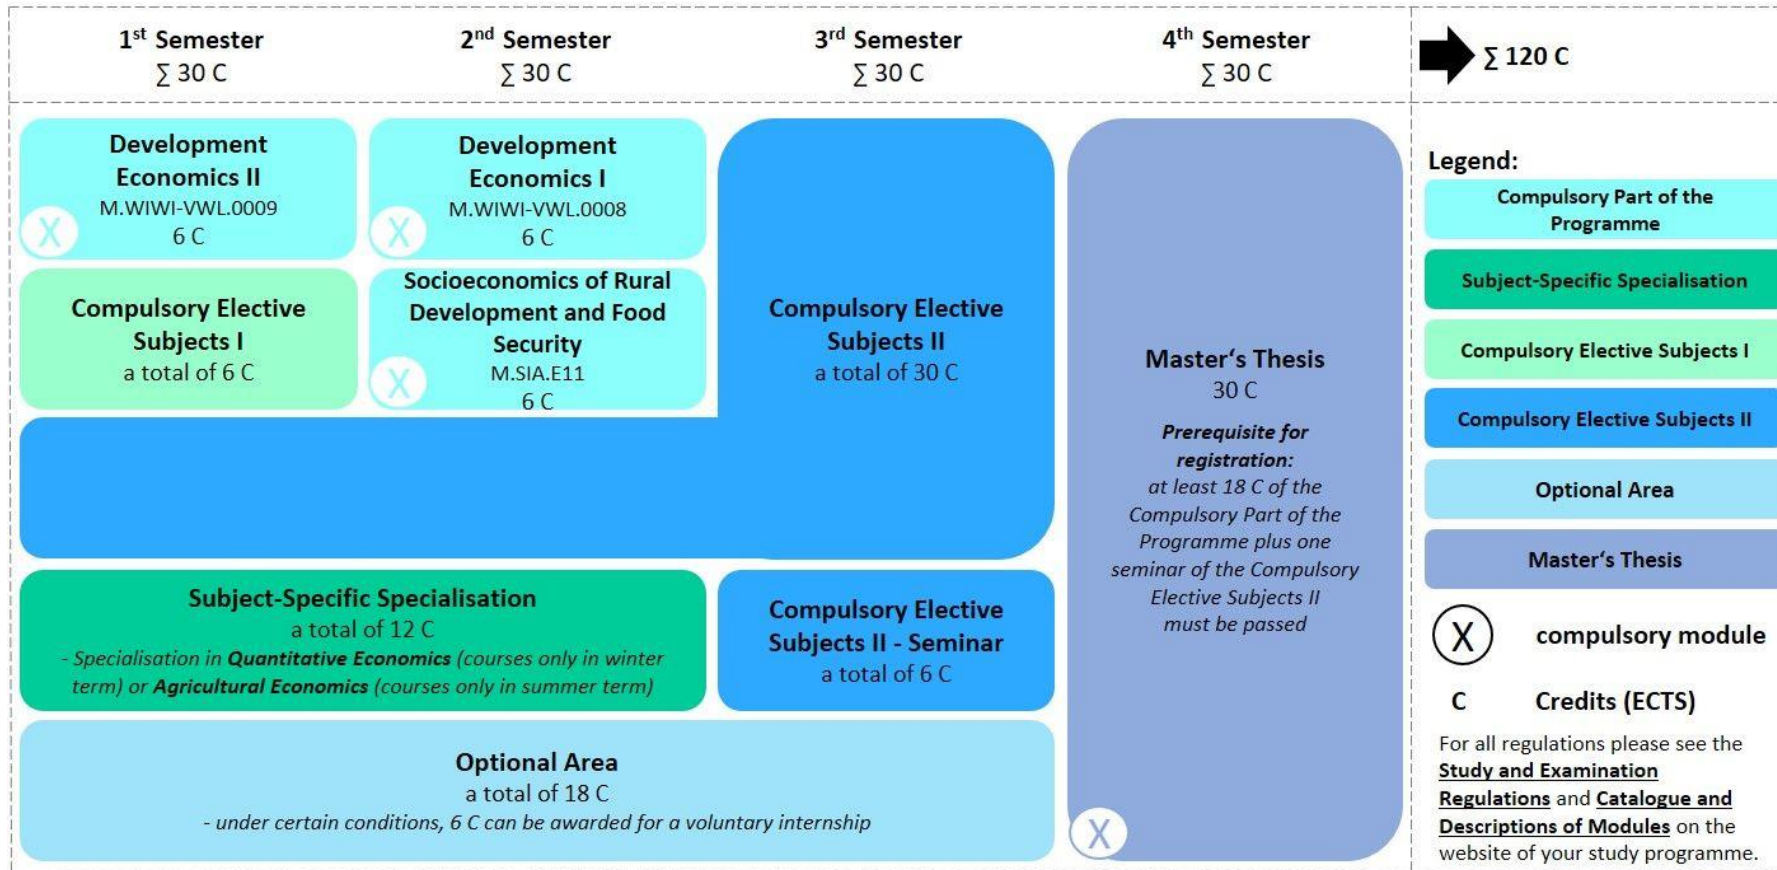 1st Semester
∑ 30 C
2nd Semester
∑ 30 C
3rd Semester
∑ 30 C
4th Semester
∑ 30 C
∑ 120 C
Development
Economics II
M.WIWI-VWL.0009
6 C
X
Development
Economics I
M.WIWI-VWL.0008
6 C
X
Compulsory Elective
Subjects I
a total of 6 C
Socioeconomics of Rural
Development and Food
Security
M.SIA.E11
6 C
X
Compulsory Elective
Subjects II
a total of 30 C
Subject-Specific Specialisation
a total of 12 C
- Specialisation in Quantitative Economics (courses only in winter
term) or Agricultural Economics (courses only in summer term)
Compulsory Elective
Subjects II - Seminar
a total of 6 C
Optional Area
a total of 18 C
- under certain conditions, 6 C can be awarded for a voluntary internship
Master‘s Thesis
30 C
Prerequisite for
registration:
at least 18 C of the
Compulsory Part of the
Programme plus one
seminar of the Compulsory
Elective Subjects II
must be passed
X
Legend:
Compulsory Part of the
Programme
Subject-Specific Specialisation
Compulsory Elective Subjects I
Compulsory Elective Subjects II
Optional Area
Master‘s Thesis
X compulsory module
C Credits (ECTS)
For all regulations please see the
Study and Examination
Regulations and Catalogue and
Descriptions of Modules on the
website of your study programme.